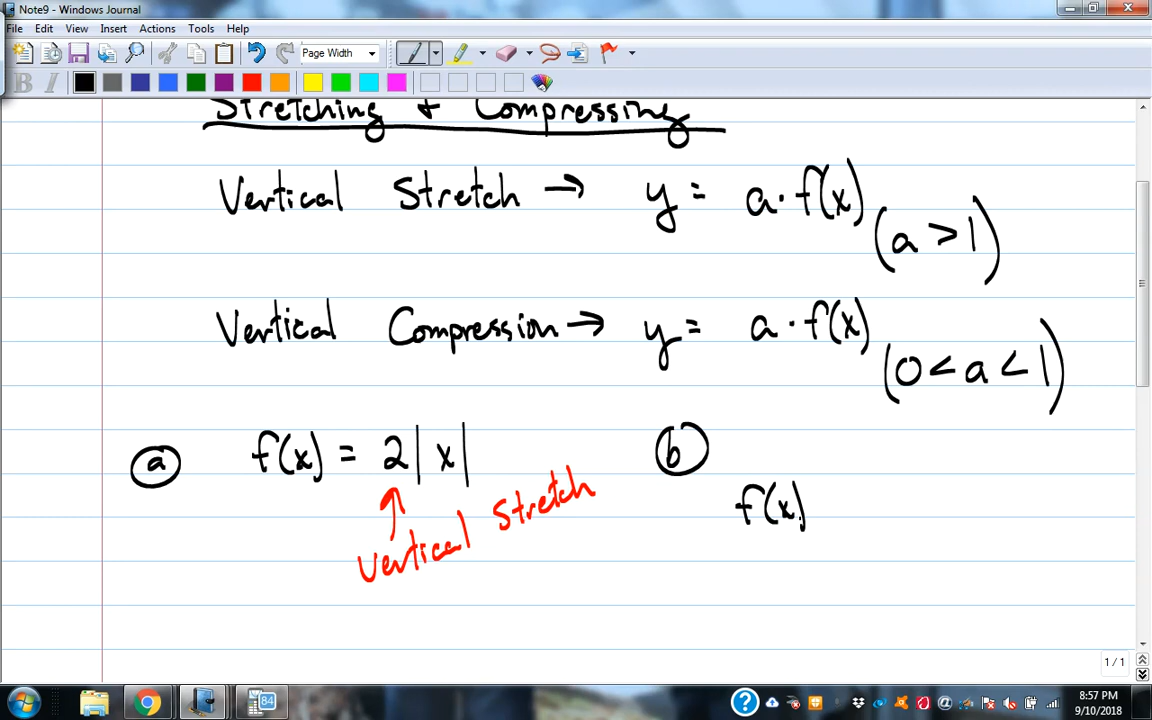 Note9 - Windows Journal
File Edit View Insert Actions Tools Help
Page Width
B I
Stretching & Compressing
Vertical Stretch → y = a · f(x) (a > 1)
Vertical Compression → y = a · f(x) (0 < a < 1)
a f(x) = 2|x| b
f(x)
vertical stretch
1 / 1
84
?
8:57 PM
9/10/2018